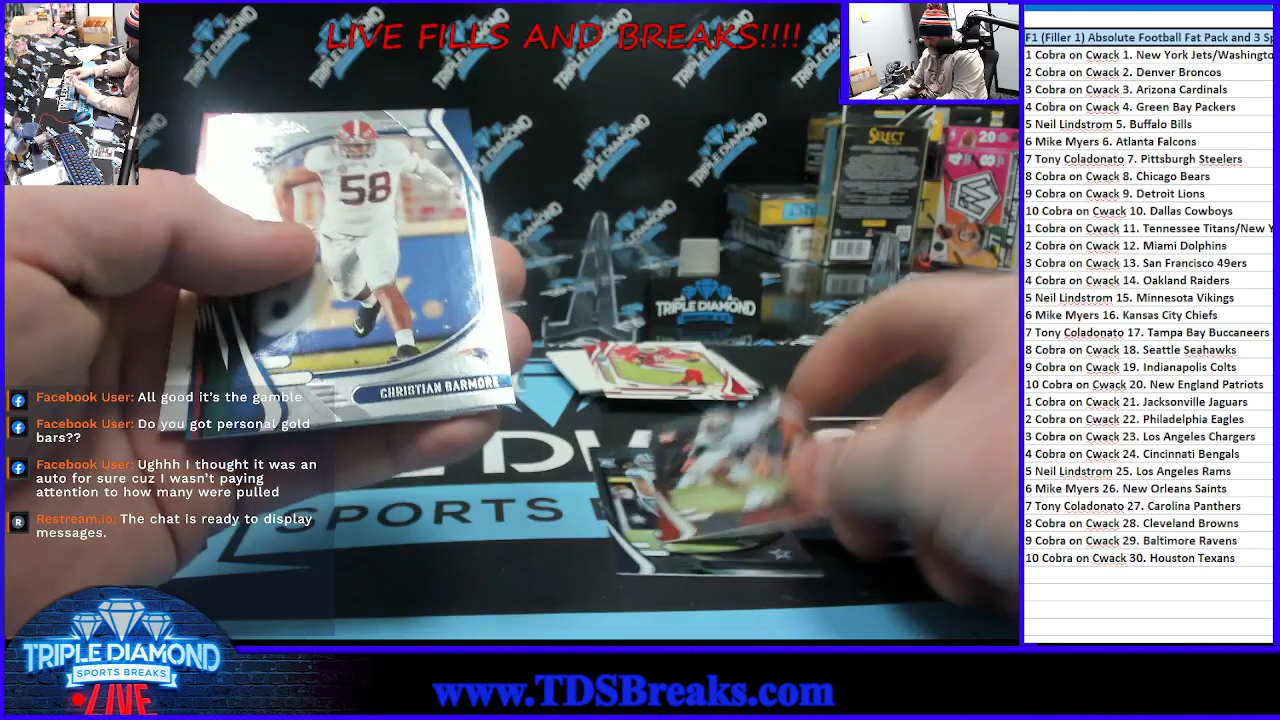 LIVE FILLS AND BREAKS!!!!
58
CHRISTIAN BARMORE
SELECT
20
TRIPLE DIAMOND
SPORTS
Facebook User: All good it's the gamble
Facebook User: Do you got personal gold
bars??
Facebook User: Ughhh I thought it was an
auto for sure cuz I wasn't paying
attention to how many were pulled
Restream.io: The chat is ready to display
messages.
TRIPLE DIAMOND
SPORTS BREAKS
LIVE
www.TDSBreaks.com
F1 (Filler 1) Absolute Football Fat Pack and 3 Sp
1 Cobra on Cwack 1. New York Jets/Washingto
2 Cobra on Cwack 2. Denver Broncos
3 Cobra on Cwack 3. Arizona Cardinals
4 Cobra on Cwack 4. Green Bay Packers
5 Neil Lindstrom 5. Buffalo Bills
6 Mike Myers 6. Atlanta Falcons
7 Tony Coladonato 7. Pittsburgh Steelers
8 Cobra on Cwack 8. Chicago Bears
9 Cobra on Cwack 9. Detroit Lions
10 Cobra on Cwack 10. Dallas Cowboys
1 Cobra on Cwack 11. Tennessee Titans/New Y
2 Cobra on Cwack 12. Miami Dolphins
3 Cobra on Cwack 13. San Francisco 49ers
4 Cobra on Cwack 14. Oakland Raiders
5 Neil Lindstrom 15. Minnesota Vikings
6 Mike Myers 16. Kansas City Chiefs
7 Tony Coladonato 17. Tampa Bay Buccaneers
8 Cobra on Cwack 18. Seattle Seahawks
9 Cobra on Cwack 19. Indianapolis Colts
10 Cobra on Cwack 20. New England Patriots
1 Cobra on Cwack 21. Jacksonville Jaguars
2 Cobra on Cwack 22. Philadelphia Eagles
3 Cobra on Cwack 23. Los Angeles Chargers
4 Cobra on Cwack 24. Cincinnati Bengals
5 Neil Lindstrom 25. Los Angeles Rams
6 Mike Myers 26. New Orleans Saints
7 Tony Coladonato 27. Carolina Panthers
8 Cobra on Cwack 28. Cleveland Browns
9 Cobra on Cwack 29. Baltimore Ravens
10 Cobra on Cwack 30. Houston Texans